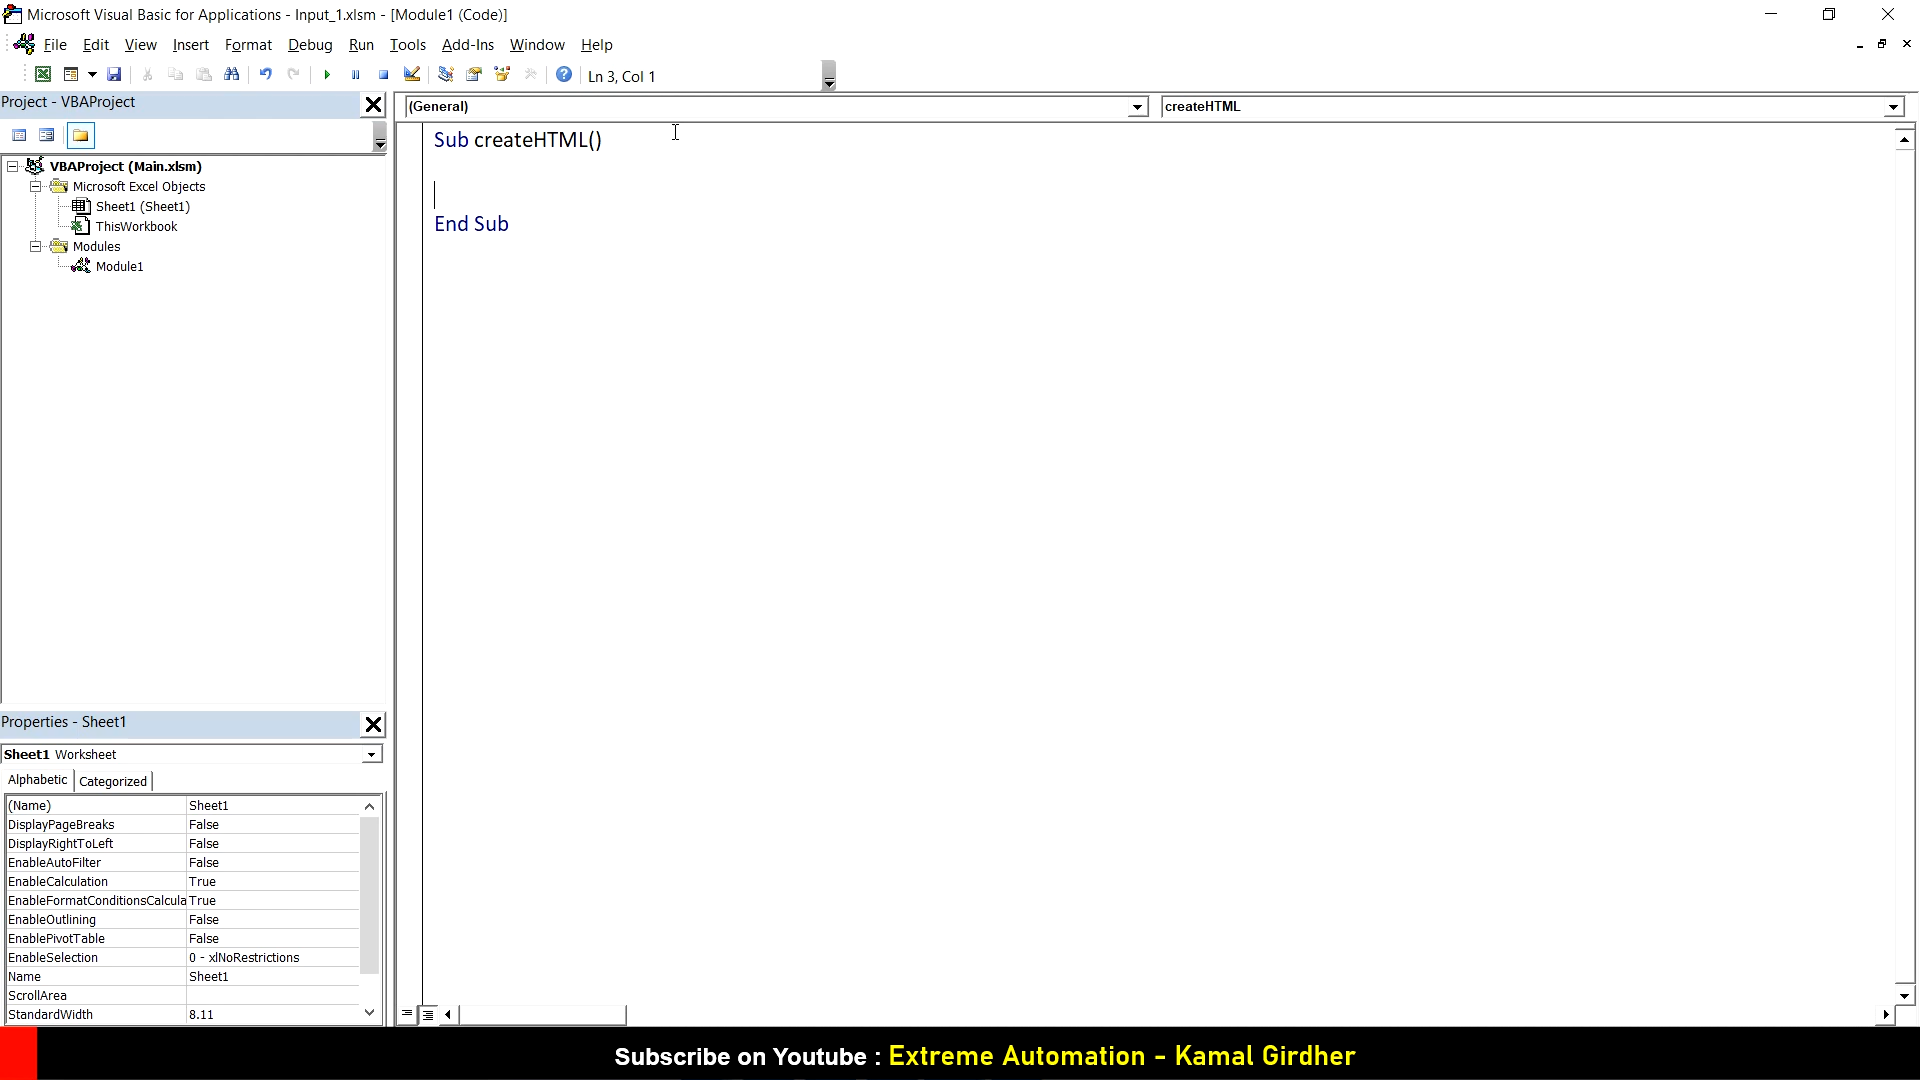 Microsoft Visual Basic for Applications - Input_1.xlsm - [Module1 (Code)]
File Edit View Insert Format Debug Run Tools Add-Ins Window Help
Ln 3, Col 1
Project - VBAProject
(General)
createHTML
VBAProject (Main.xlsm)
Microsoft Excel Objects
Sheet1 (Sheet1)
ThisWorkbook
Modules
Module1
Sub createHTML()
End Sub
Properties - Sheet1
Sheet1 Worksheet
Alphabetic Categorized
(Name) Sheet1
DisplayPageBreaks False
DisplayRightToLeft False
EnableAutoFilter False
EnableCalculation True
EnableFormatConditionsCalcula True
EnableOutlining False
EnablePivotTable False
EnableSelection 0 - xlNoRestrictions
Name Sheet1
ScrollArea
StandardWidth 8.11
Subscribe on Youtube : Extreme Automation - Kamal Girdher